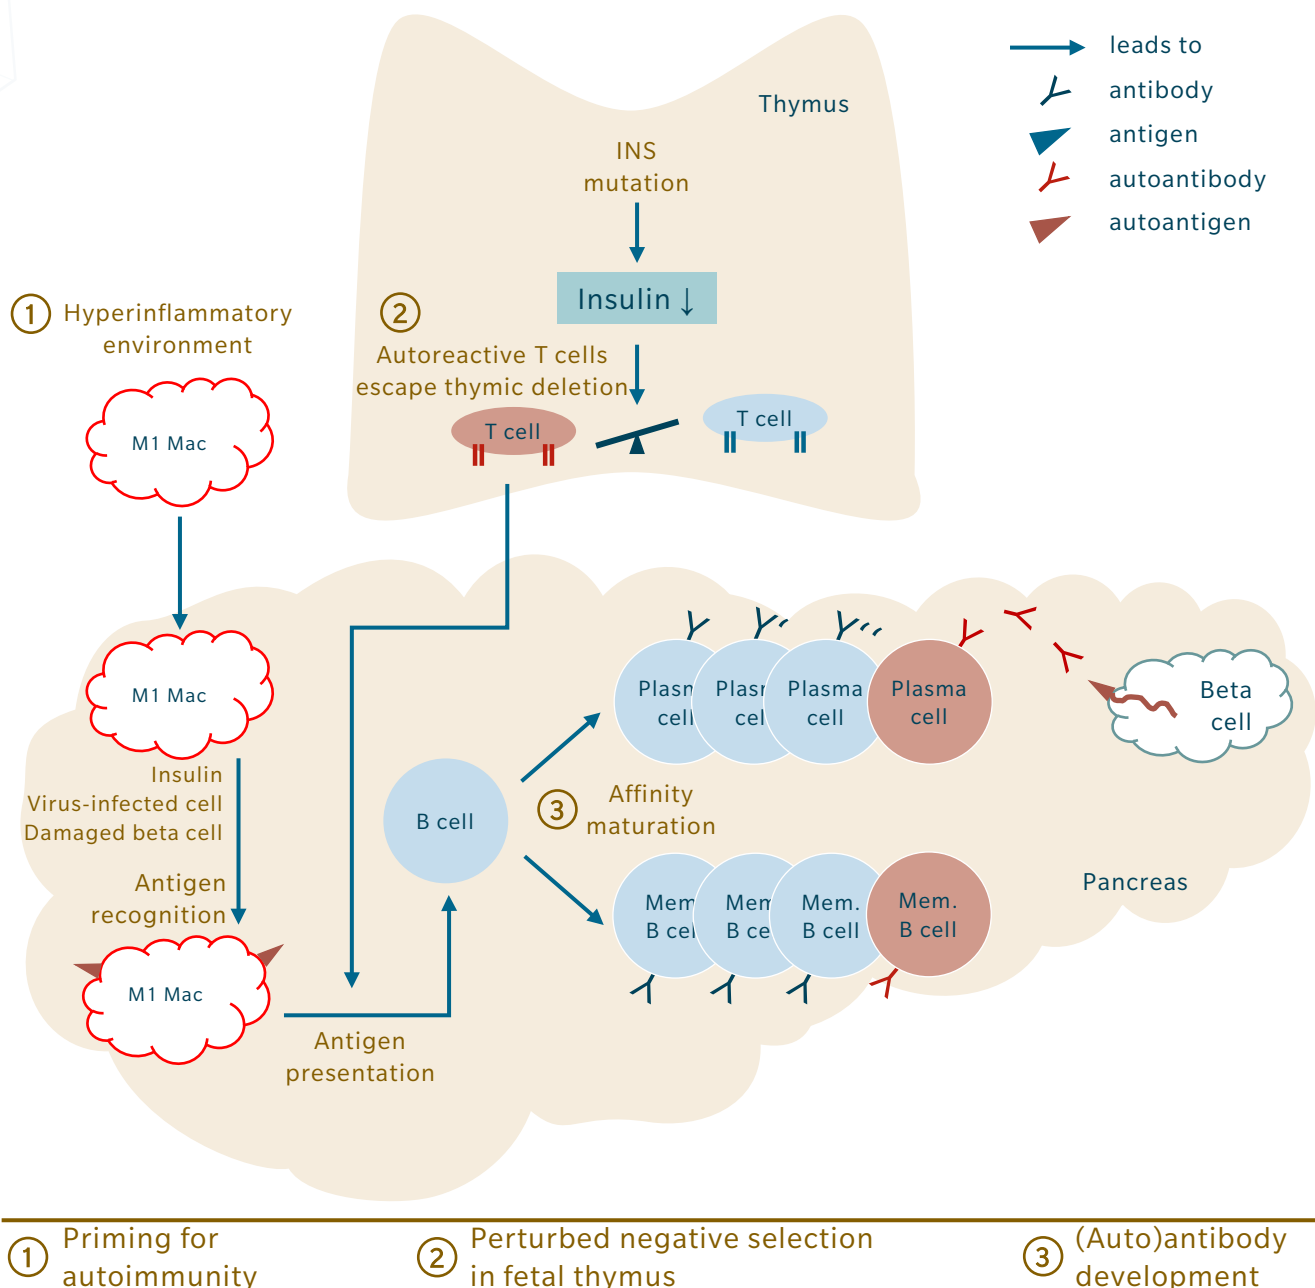 leads to
antibody
antigen
autoantibody
autoantigen
Thymus
INS
mutation
Insulin ↓
1 Hyperinflammatory
environment
M1 Mac
2
Autoreactive T cells
escape thymic deletion
T cell
T cell
M1 Mac
Insulin
Virus-infected cell
Damaged beta cell
Antigen
recognition
M1 Mac
Antigen
presentation
B cell
3 Affinity
maturation
Plasma
cell
Plasma
cell
Beta
cell
Mem.
B cell
Mem.
B cell
Pancreas
1 Priming for
autoimmunity
2 Perturbed negative selection
in fetal thymus
3 (Auto)antibody
development